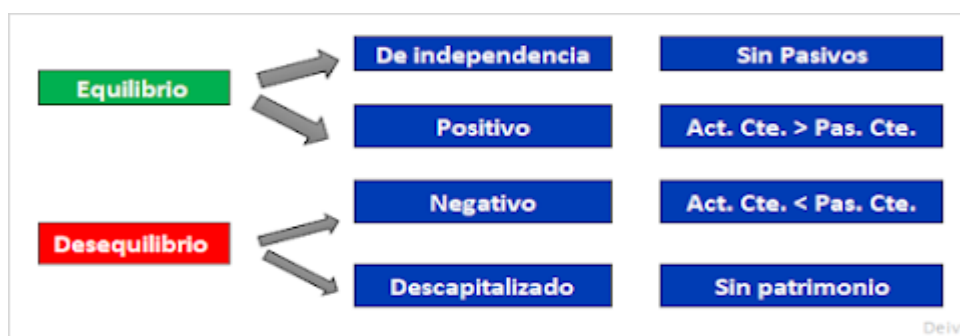 De independencia
Sin Pasivos
Equilibrio
Positivo
Act. Cte. > Pas. Cte.
Negativo
Act. Cte. < Pas. Cte.
Desequilibrio
Descapitalizado
Sin patrimonio
Deiv